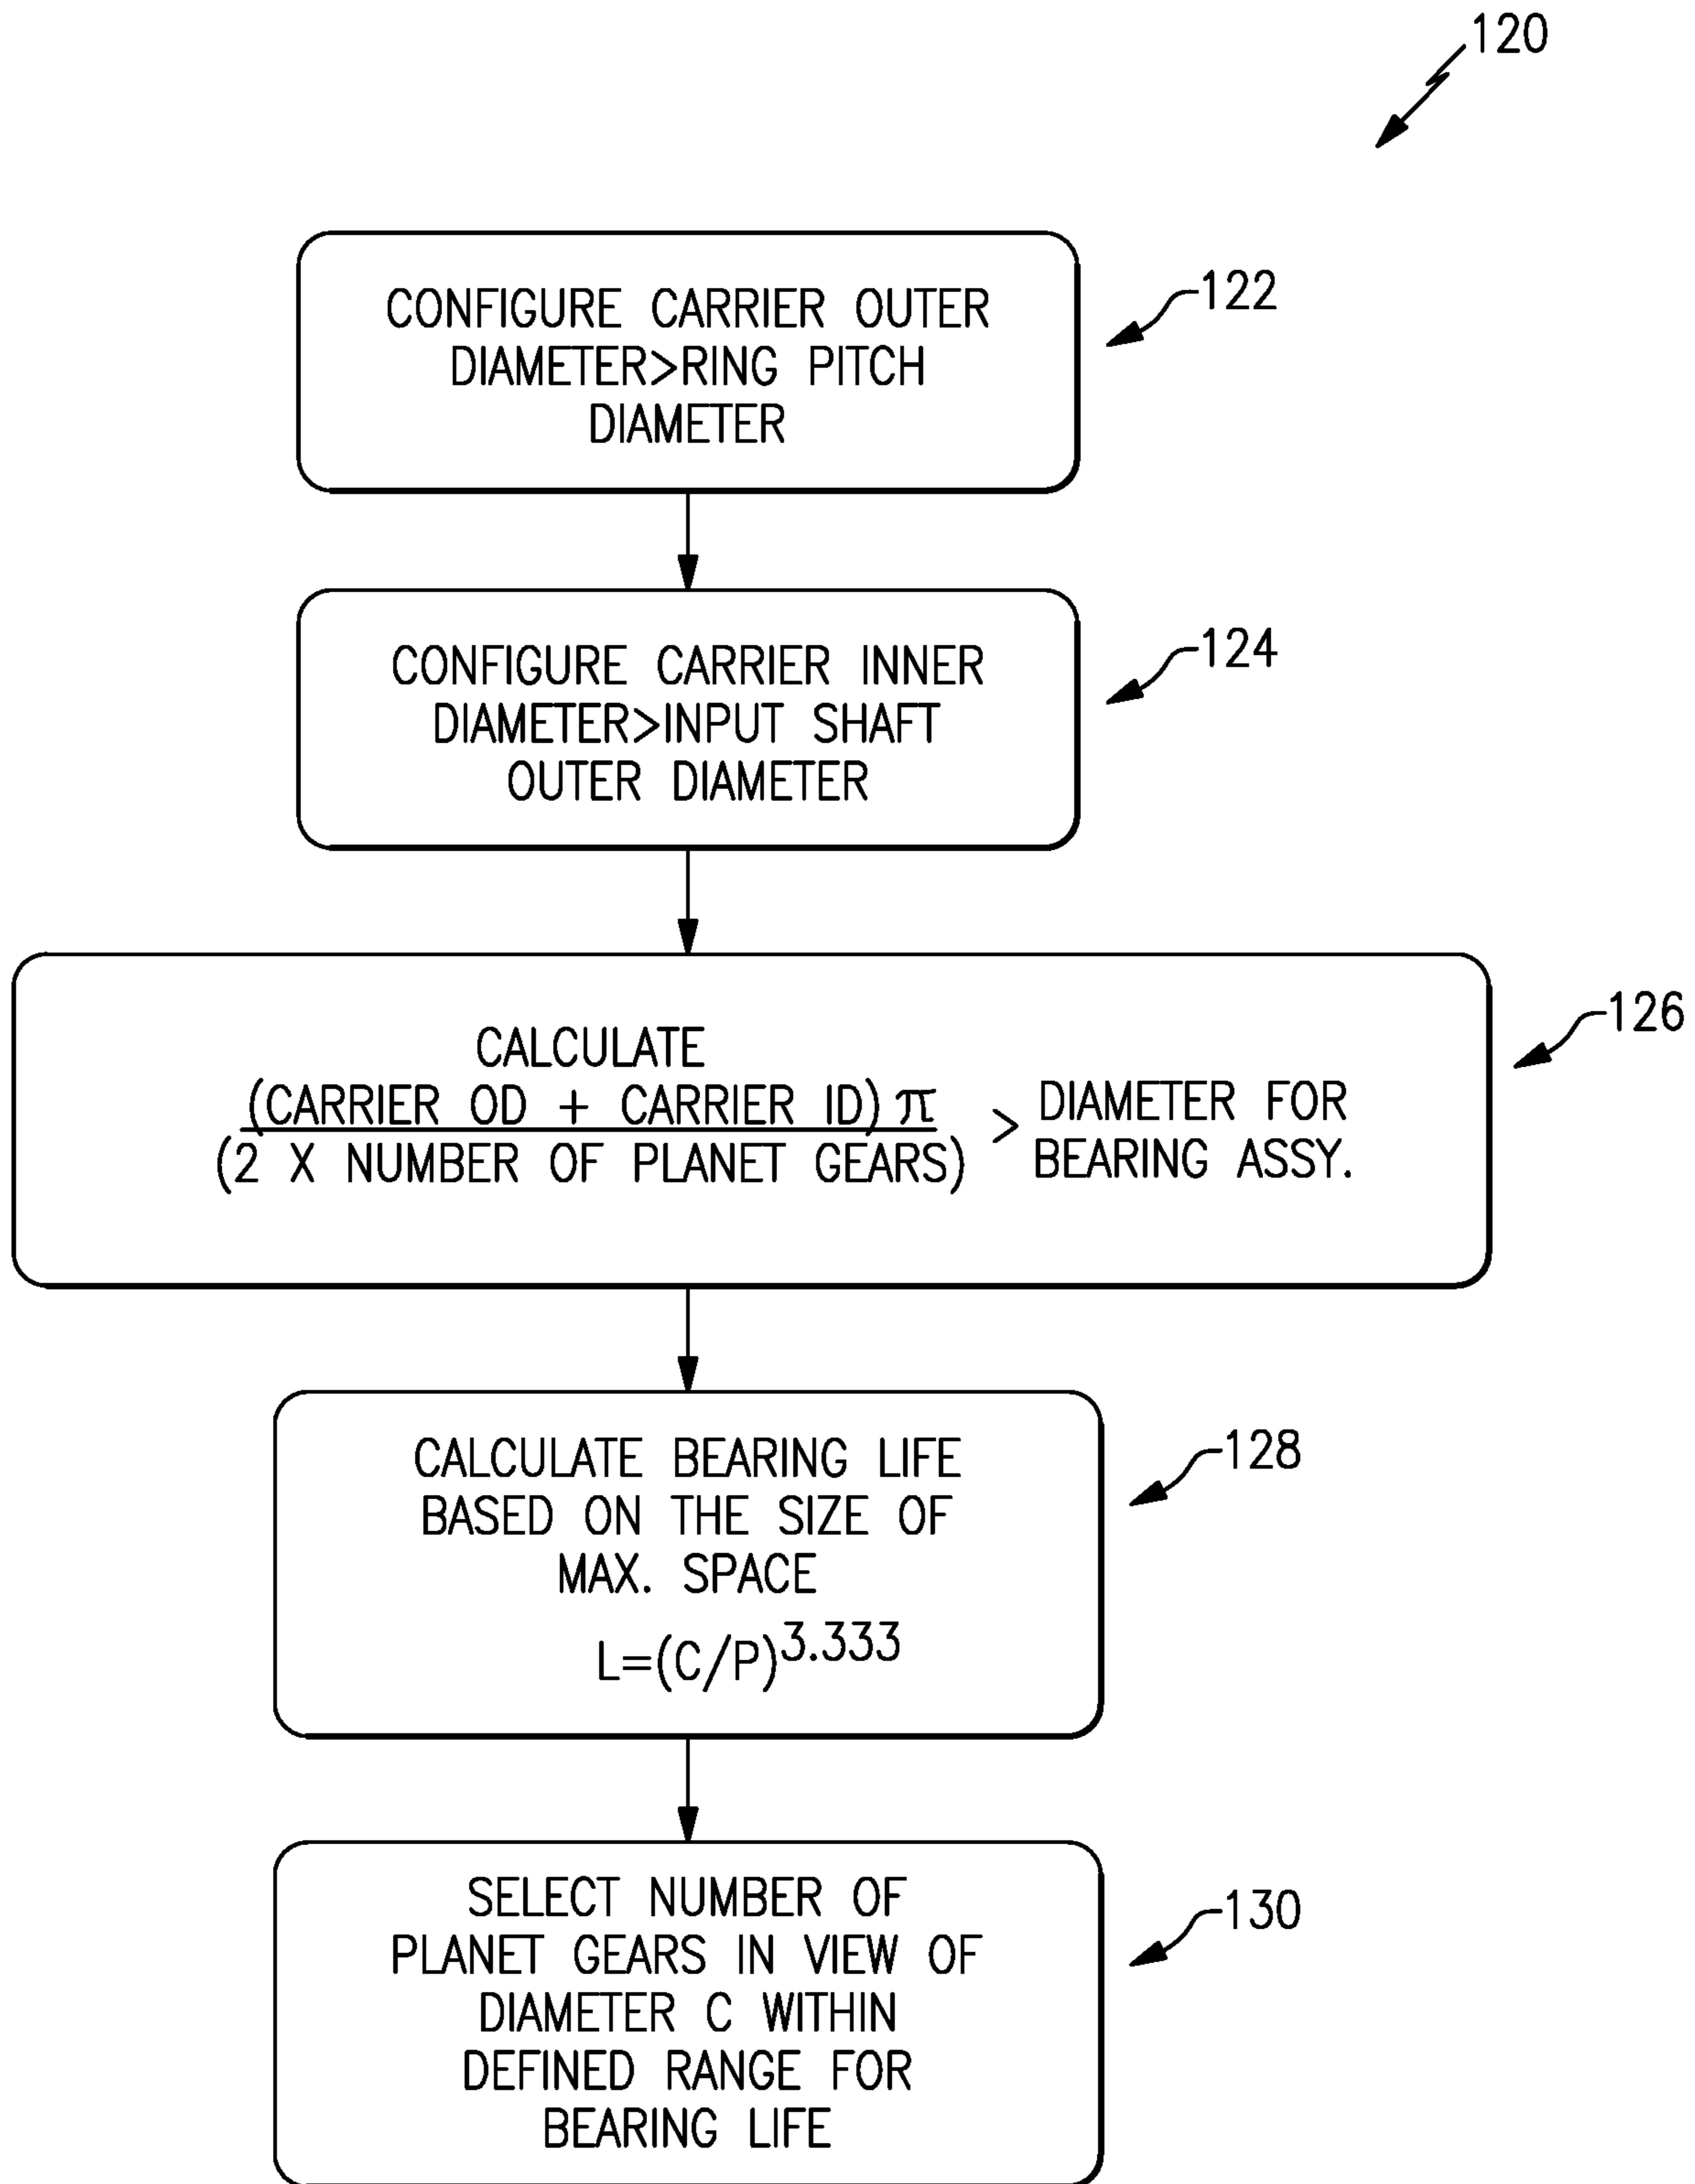 120
CONFIGURE CARRIER OUTER
DIAMETER>RING PITCH
DIAMETER
122
CONFIGURE CARRIER INNER
DIAMETER>INPUT SHAFT
OUTER DIAMETER
124
CALCULATE
(CARRIER OD + CARRIER ID) π
(2 X NUMBER OF PLANET GEARS)
> DIAMETER FOR
BEARING ASSY.
126
CALCULATE BEARING LIFE
BASED ON THE SIZE OF
MAX. SPACE
L=(C/P)^3.333
128
SELECT NUMBER OF
PLANET GEARS IN VIEW OF
DIAMETER C WITHIN
DEFINED RANGE FOR
BEARING LIFE
130